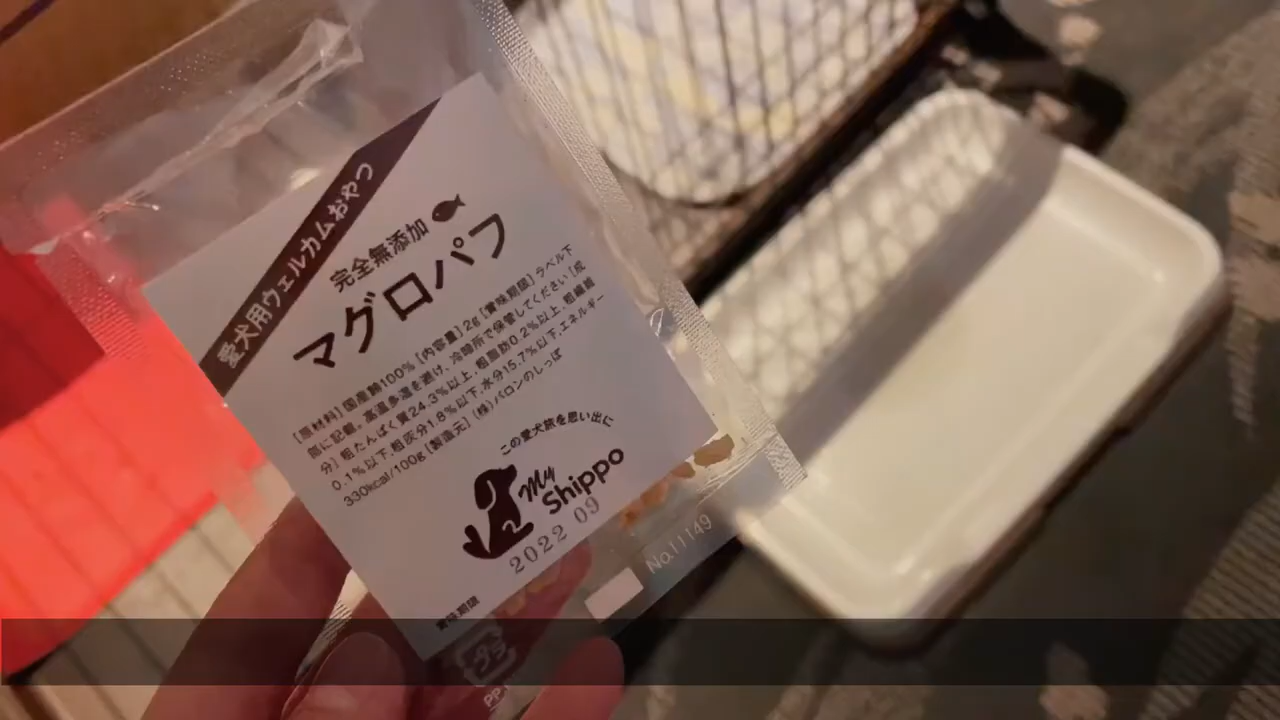 愛犬用ウェルカムおやつ
完全無添加
マグロパフ
【原材料】国産鮪100%【内容量】2g【賞味期限】ラベル下
部に記載。高温多湿を避け、冷暗所で保管してください【成
分】粗たんぱく質24.3%以上、粗脂肪0.2%以上、粗繊維
0.1%以下、粗灰分1.8%以下、水分15.7%以下、エネルギー
330kcal/100g【製造元】(株)バロンのしっぽ
この愛犬旅を思い出に
My
Shippo
2022 09
賞味期限
No.11149
プラ
PP